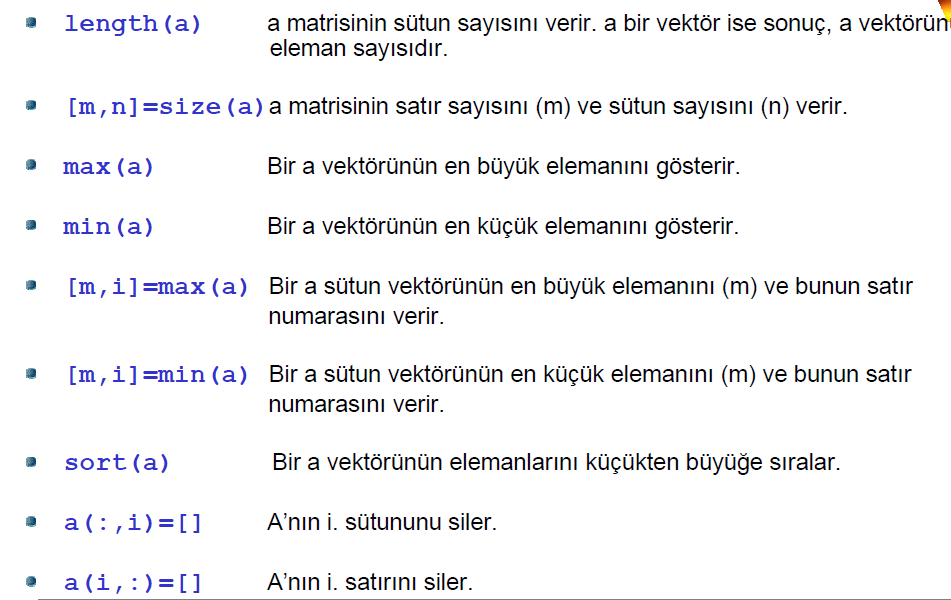 length(a) a matrisinin sütun sayısını verir. a bir vektör ise sonuç, a
eleman sayısıdır.
[m,n]=size(a) a matrisinin satır sayısını (m) ve sütun sayısını (n) verir.
max(a) Bir a vektörünün en büyük elemanını gösterir.
min(a) Bir a vektörünün en küçük elemanını gösterir.
[m,i]=max(a) Bir a sütun vektörünün en büyük elemanını (m) ve bunun satır
numarasını verir.
[m,i]=min(a) Bir a sütun vektörünün en küçük elemanını (m) ve bunun satır
numarasını verir.
sort(a) Bir a vektörünün elemanlarını küçükten büyüğe sıralar.
a(:,i)=[] A’nın i. sütununu siler.
a(i,:)=[] A’nın i. satırını siler.